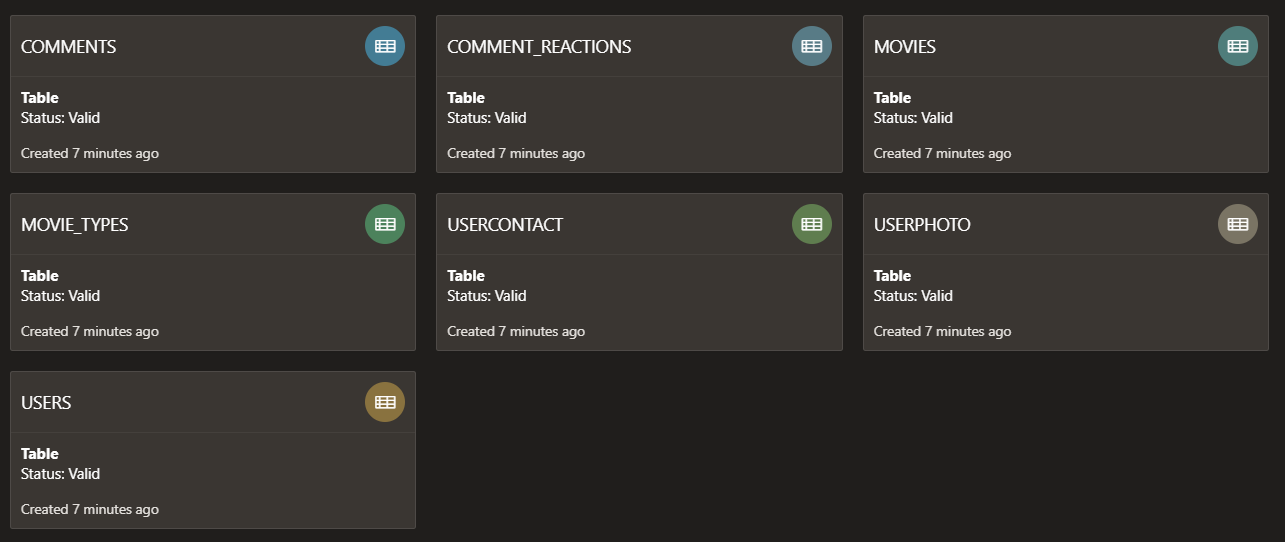 COMMENTS
Table
Status: Valid
Created 7 minutes ago
COMMENT_REACTIONS
Table
Status: Valid
Created 7 minutes ago
MOVIES
Table
Status: Valid
Created 7 minutes ago
MOVIE_TYPES
Table
Status: Valid
Created 7 minutes ago
USERCONTACT
Table
Status: Valid
Created 7 minutes ago
USERPHOTO
Table
Status: Valid
Created 7 minutes ago
USERS
Table
Status: Valid
Created 7 minutes ago